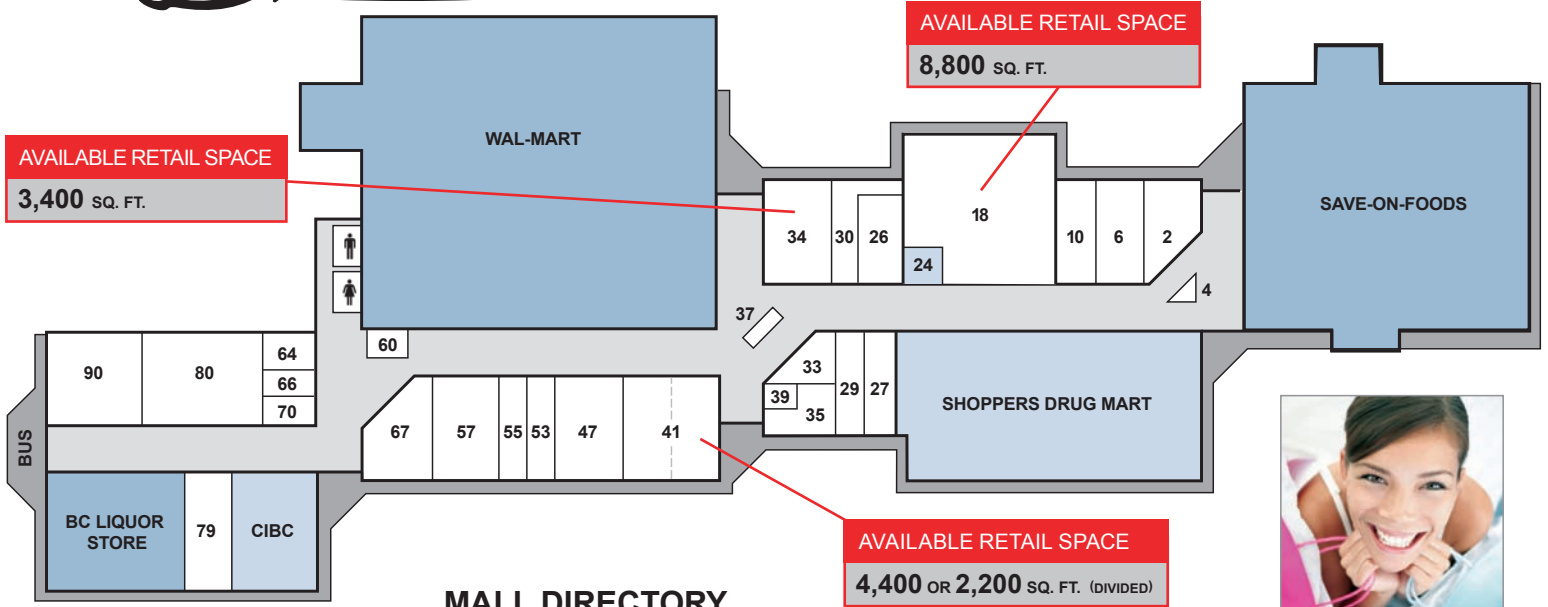 AVAILABLE RETAIL SPACE
8,800 SQ. FT.
WAL-MART
AVAILABLE RETAIL SPACE
3,400 SQ. FT.
SAVE-ON-FOODS
34
30
26
18
24
10
6
2
4
37
60
90
80
64
66
70
33
39
35
29
27
SHOPPERS DRUG MART
67
57
55
53
47
41
BUS
BC LIQUOR
STORE
79
CIBC
AVAILABLE RETAIL SPACE
4,400 OR 2,200 SQ. FT. (DIVIDED)
MALL DIRECTORY